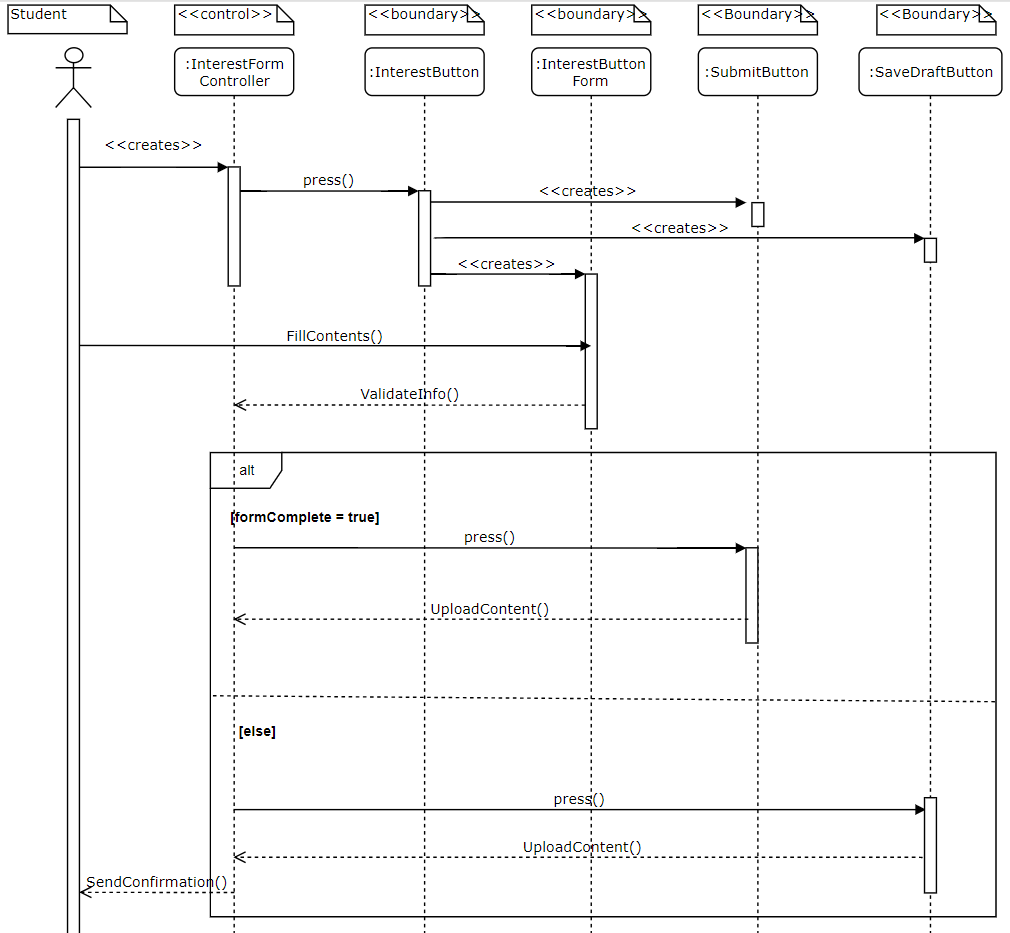 Student
<<control>>
<<boundary>>
<<boundary>>
<<Boundary>>
<<Boundary>>
:InterestForm
Controller
:InterestButton
:InterestButton
Form
:SubmitButton
:SaveDraftButton
<<creates>>
press()
<<creates>>
<<creates>>
<<creates>>
FillContents()
ValidateInfo()
alt
[formComplete = true]
press()
UploadContent()
[else]
press()
UploadContent()
SendConfirmation()